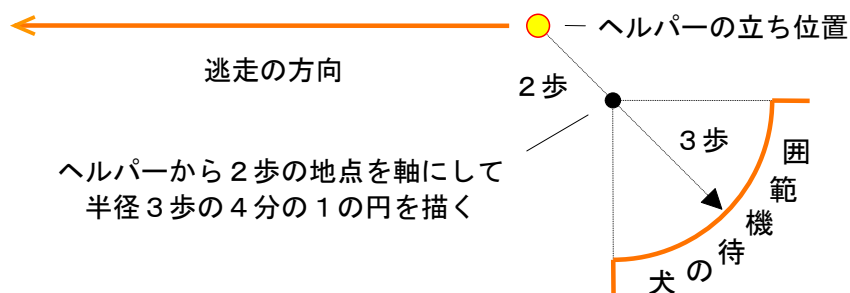 ヘルパーの立ち位置
逃走の方向
２歩
３歩
ヘルパーから２歩の地点を軸にして
半径３歩の４分の１の円を描く
犬の待機範囲